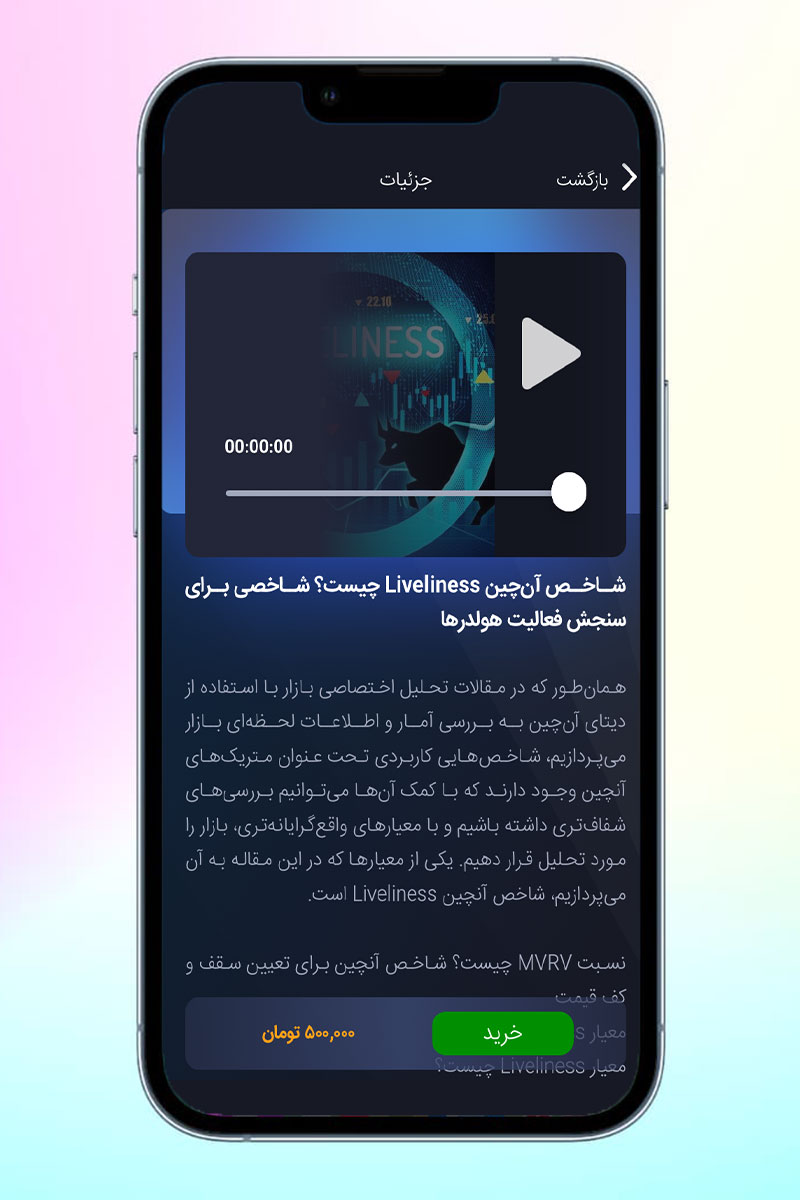 بازگشت
جزئیات
22.10
25.0
LINESS
00:00:00
شاخص آن‌چین Liveliness چیست؟ شاخصی برای
سنجش فعالیت هولدرها
همان‌طور که در مقالات تحلیل اختصاصی بازار با استفاده از
دیتای آن‌چین به بررسی آمار و اطلاعات لحظه‌ای بازار
می‌پردازیم، شاخص‌هایی کاربردی تحت عنوان متریک‌های
آنچین وجود دارند که با کمک آن‌ها می‌توانیم بررسی‌های
شفاف‌تری داشته باشیم و با معیارهای واقع‌گرایانه‌تری، بازار را
مورد تحلیل قرار دهیم. یکی از معیارها که در این مقاله به آن
می‌پردازیم، شاخص آنچین Liveliness است.
نسبت MVRV چیست؟ شاخص آنچین برای تعیین سقف و
کف قیمت
معیار
خرید
۵۰۰,۰۰۰ تومان
معیار Liveliness چیست؟